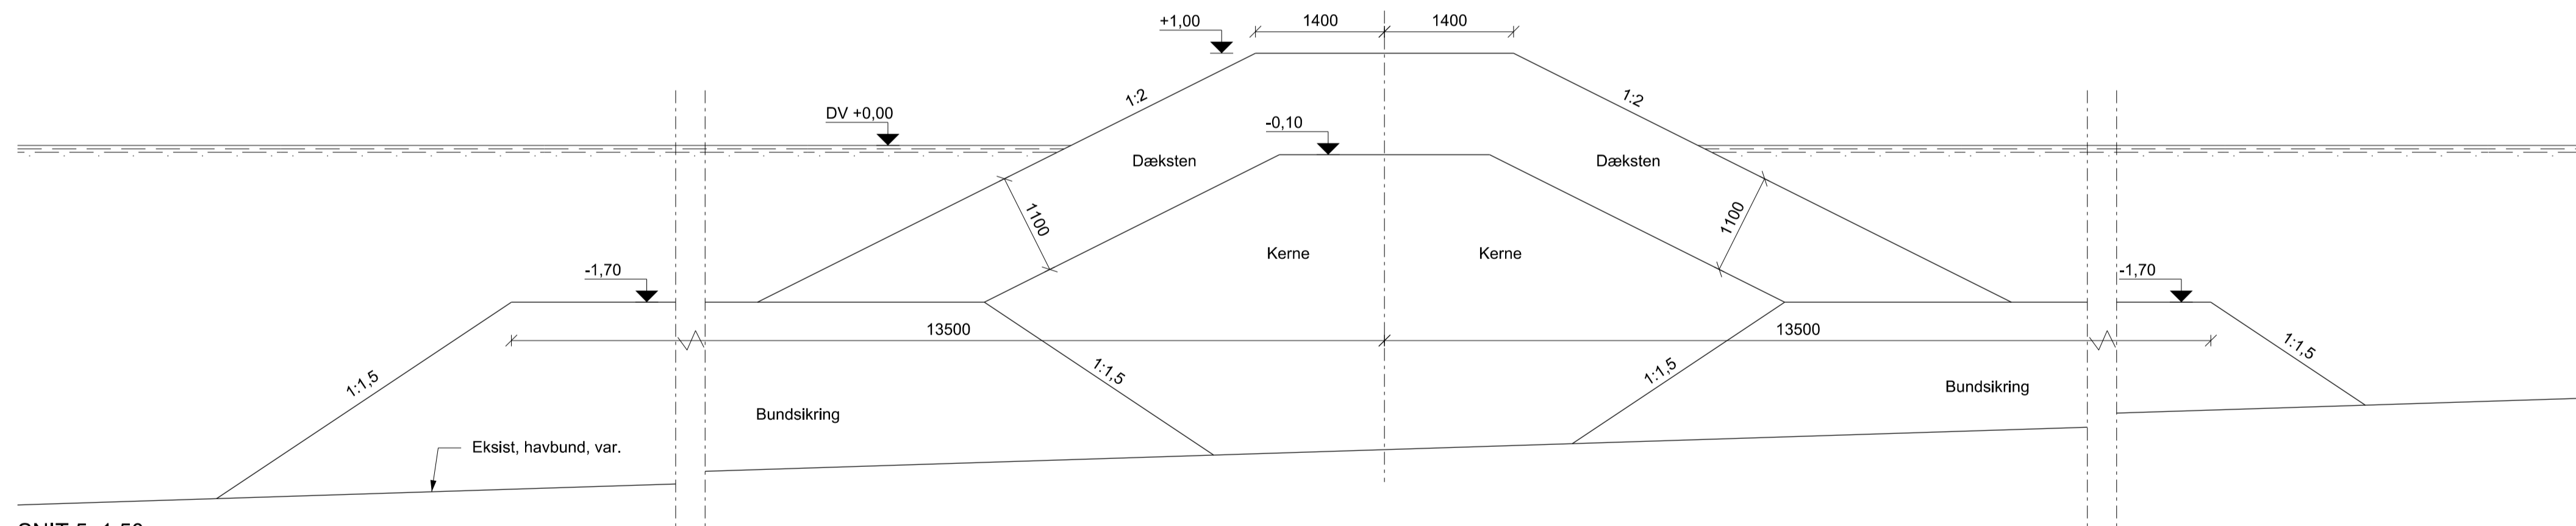 +1,00
1400
1400
1:2
1:2
DV +0,00
-0,10
Dæksten
Dæksten
1100
1100
Kerne
Kerne
-1,70
-1,70
13500
13500
1:1,5
1:1,5
1:1,5
1:1,5
Bundsikring
Bundsikring
Eksist, havbund, var.